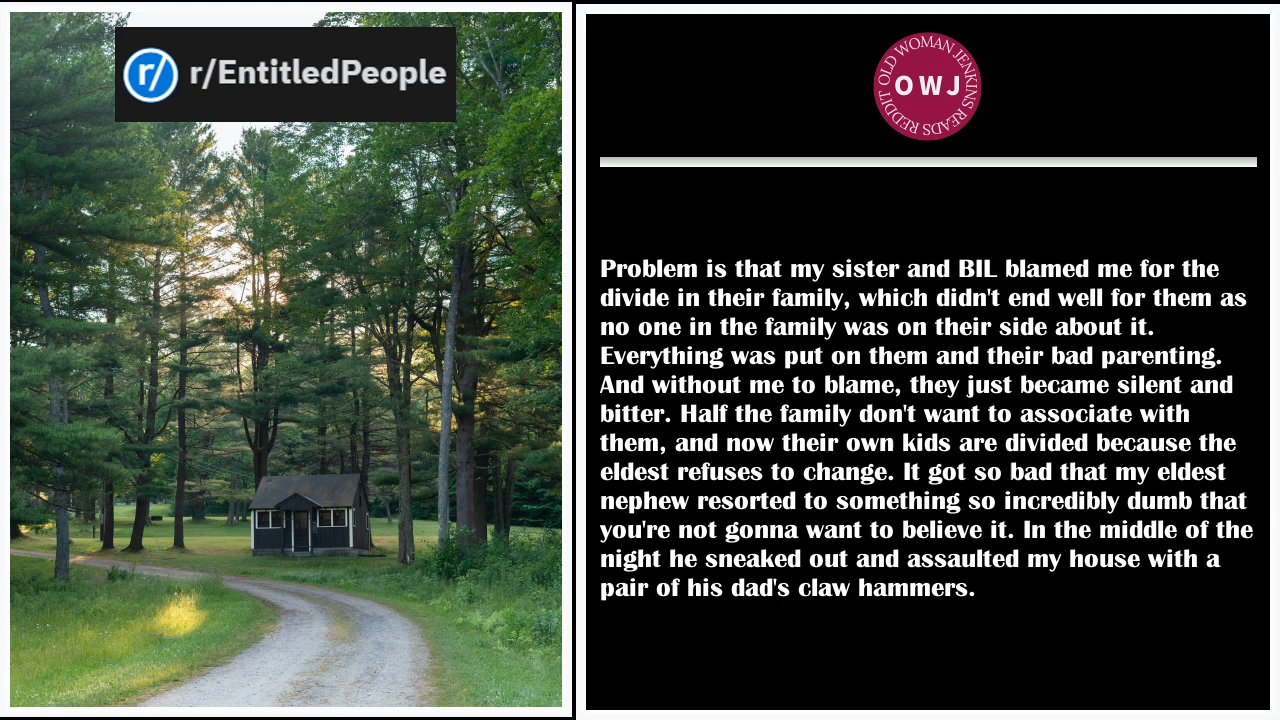 r/ r/EntitledPeople
OLD WOMAN JENKINS READS REDDIT
OWJ
Problem is that my sister and BIL blamed me for the
divide in their family, which didn't end well for them as
no one in the family was on their side about it.
Everything was put on them and their bad parenting.
And without me to blame, they just became silent and
bitter. Half the family don't want to associate with
them, and now their own kids are divided because the
eldest refuses to change. It got so bad that my eldest
nephew resorted to something so incredibly dumb that
you're not gonna want to believe it. In the middle of the
night he sneaked out and assaulted my house with a
pair of his dad's claw hammers.